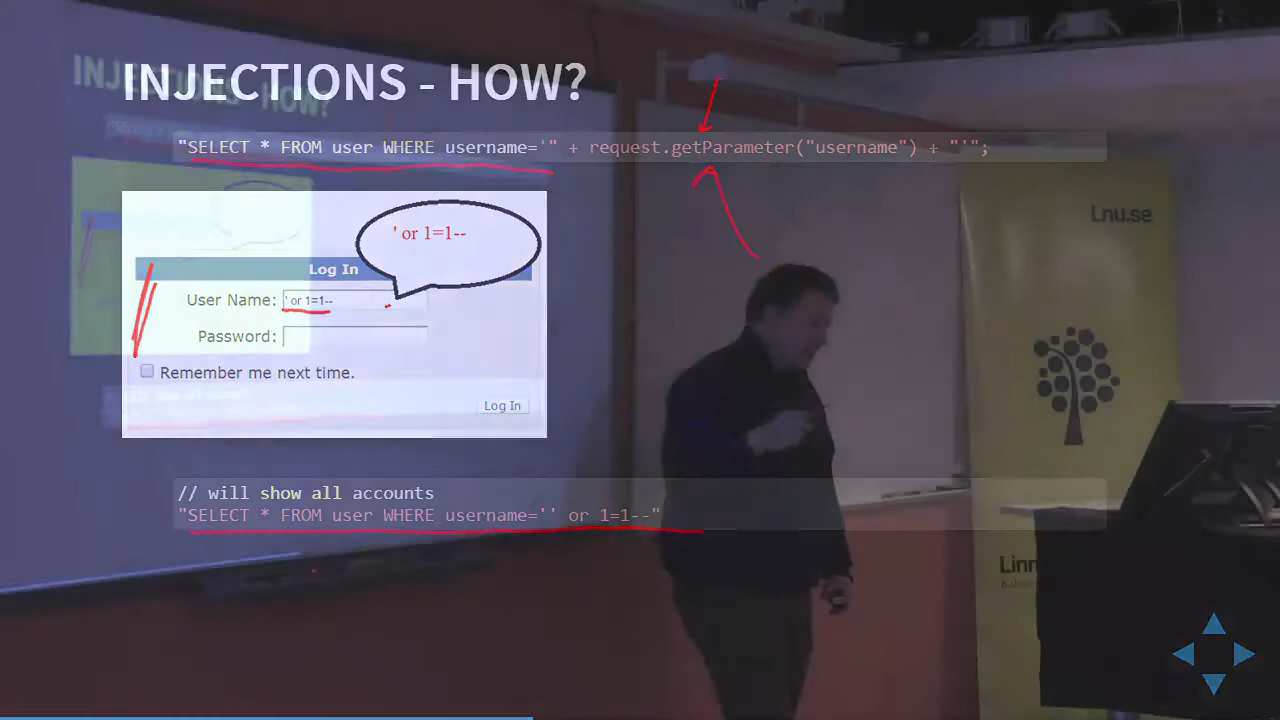 INJECTIONS - HOW?
INJECTIONS - HOW?
"SELECT * FROM user WHERE username='" + request.getParameter("username") + "'";
Lnu.se
' or 1=1--
Log In
User Name: ' or 1=1--
Password:
Remember me next time.
Log In
// will show all accounts
"SELECT * FROM user WHERE username='' or 1=1--"